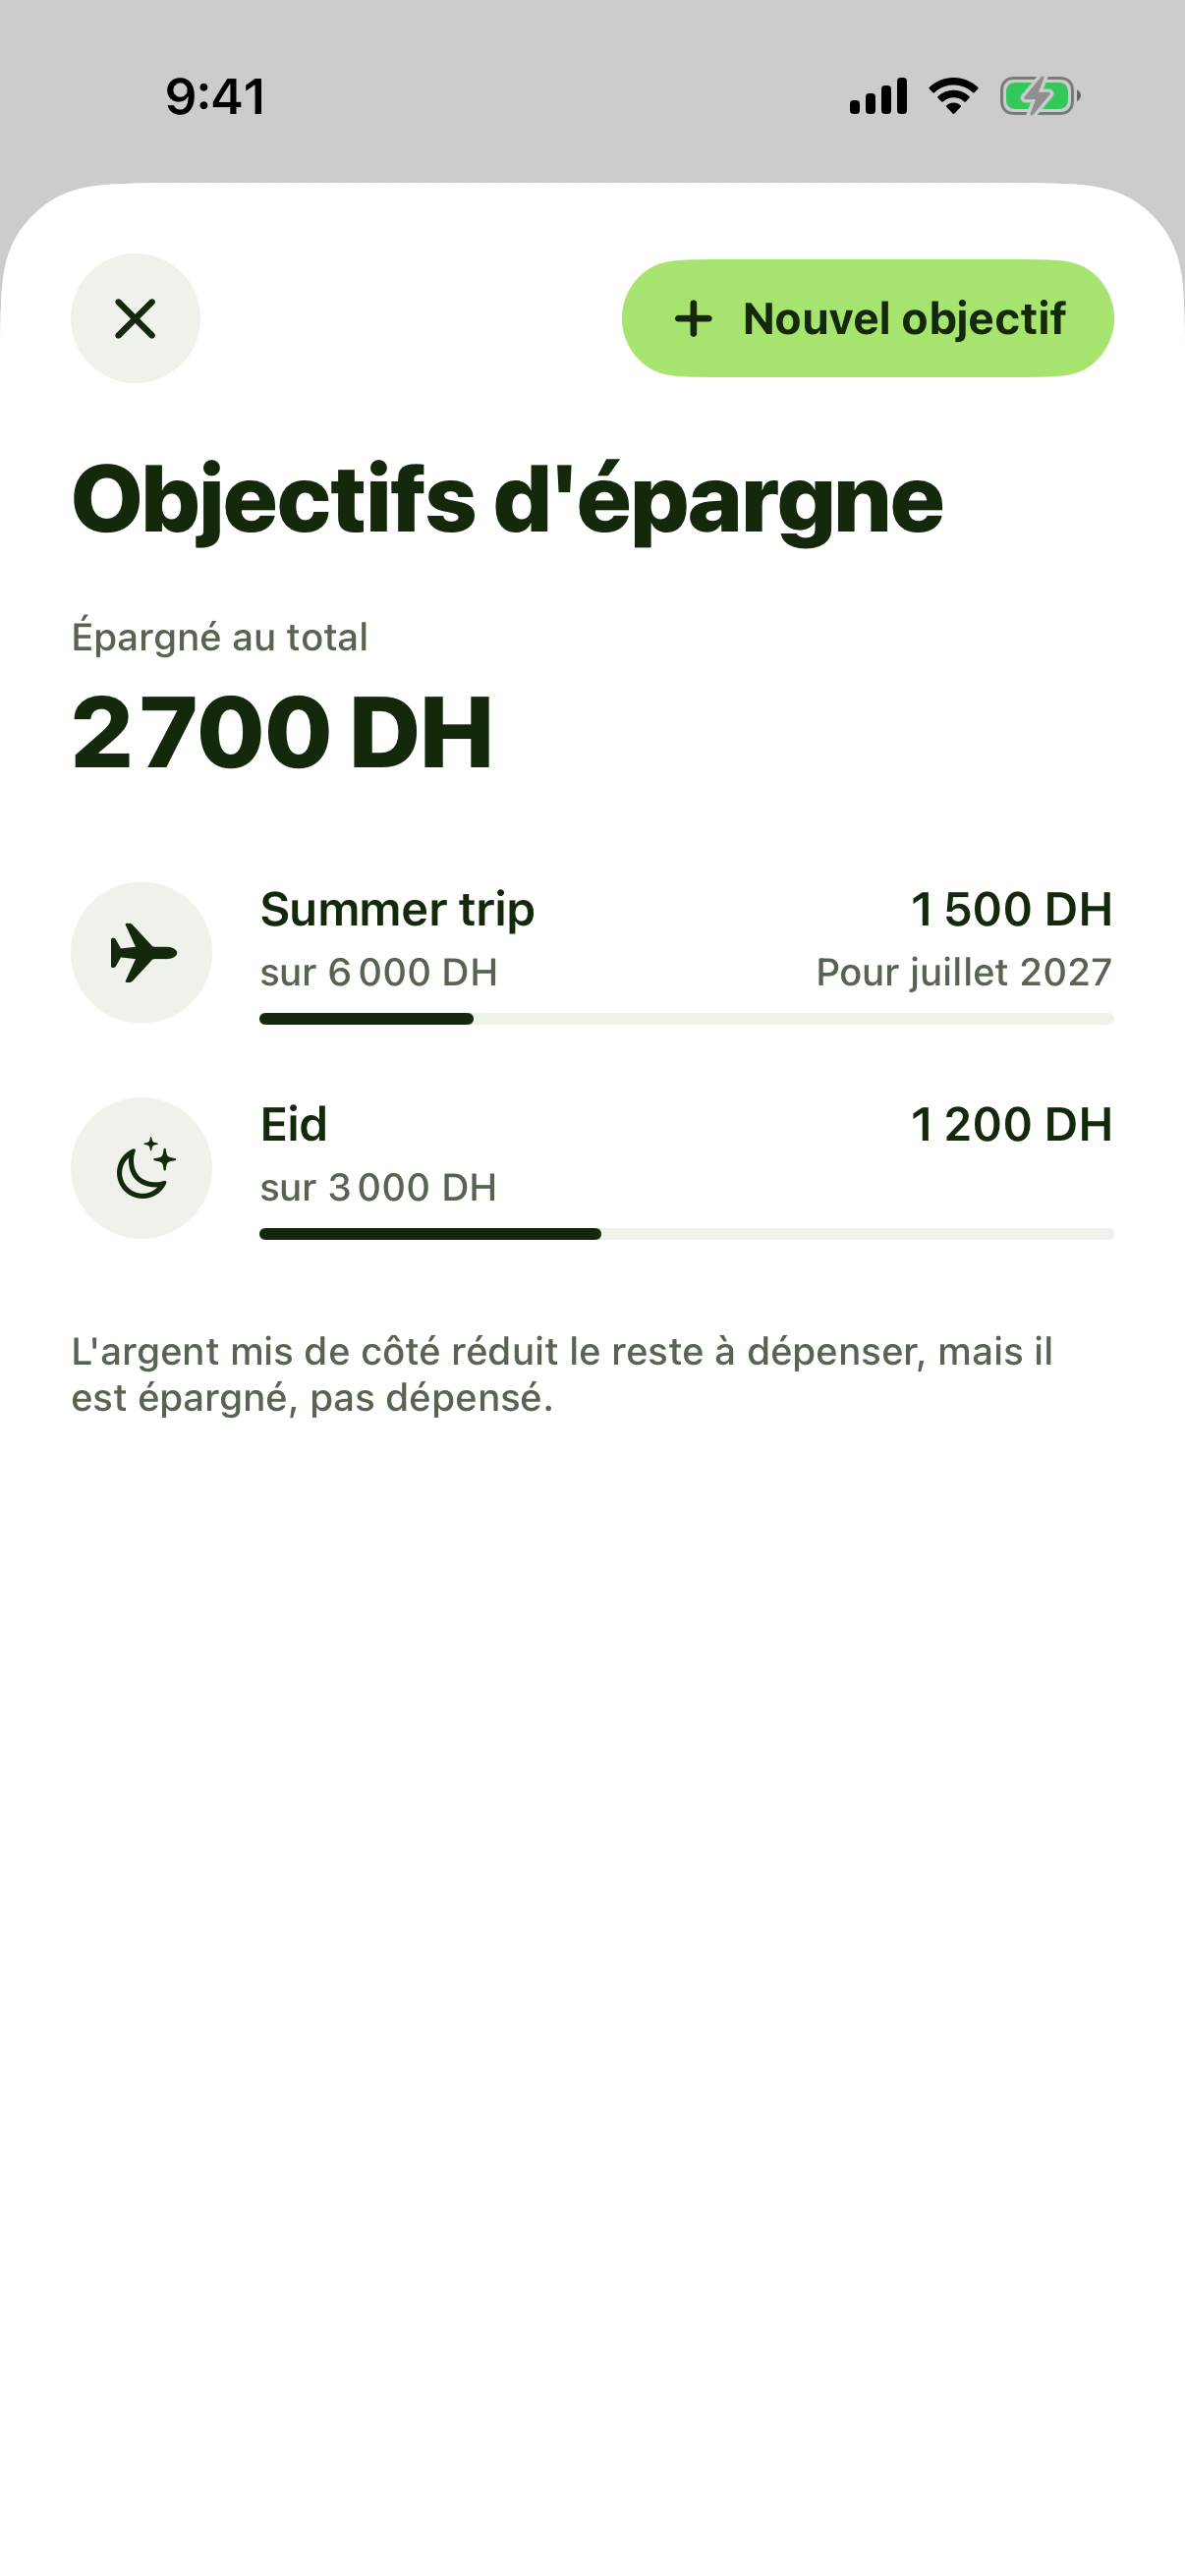 9:41
Nouvel objectif
Objectifs d'épargne
Épargné au total
2 700 DH
Summer trip
1 500 DH
sur 6 000 DH
Pour juillet 2027
Eid
1 200 DH
sur 3 000 DH
L'argent mis de côté réduit le reste à dépenser, mais il
est épargné, pas dépensé.